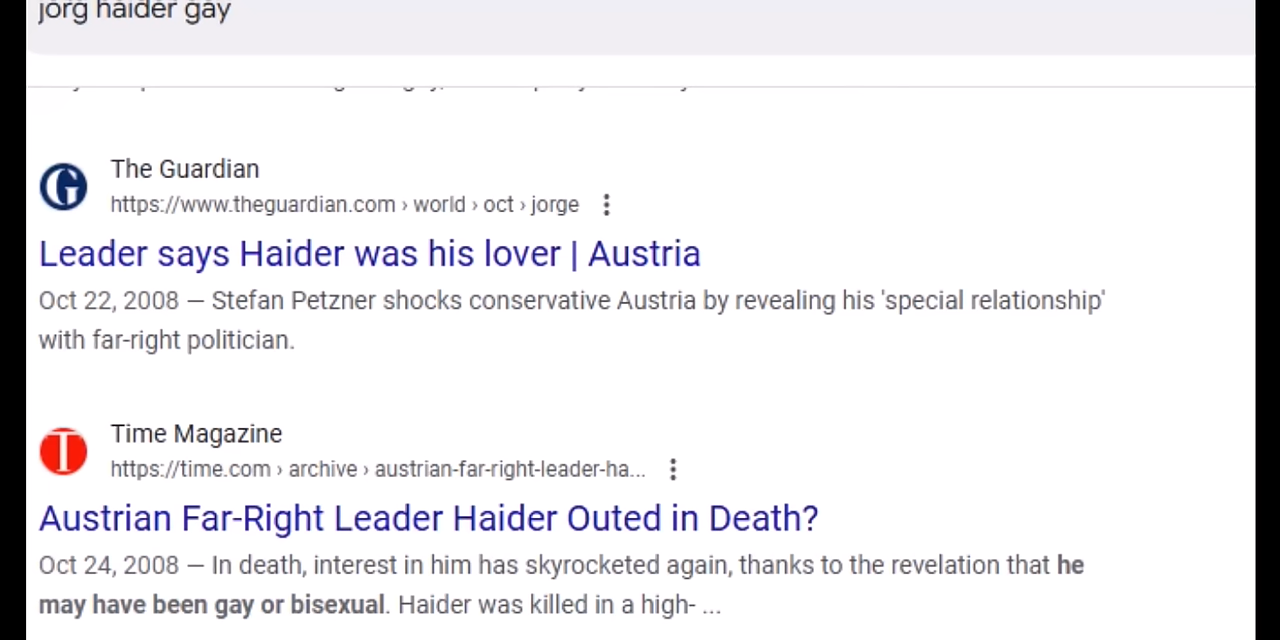 jorg haider gay
The Guardian
https://www.theguardian.com › world › oct › jorge
Leader says Haider was his lover | Austria
Oct 22, 2008 — Stefan Petzner shocks conservative Austria by revealing his 'special relationship'
with far-right politician.
Time Magazine
https://time.com › archive › austrian-far-right-leader-ha...
Austrian Far-Right Leader Haider Outed in Death?
Oct 24, 2008 — In death, interest in him has skyrocketed again, thanks to the revelation that he
may have been gay or bisexual. Haider was killed in a high- ...